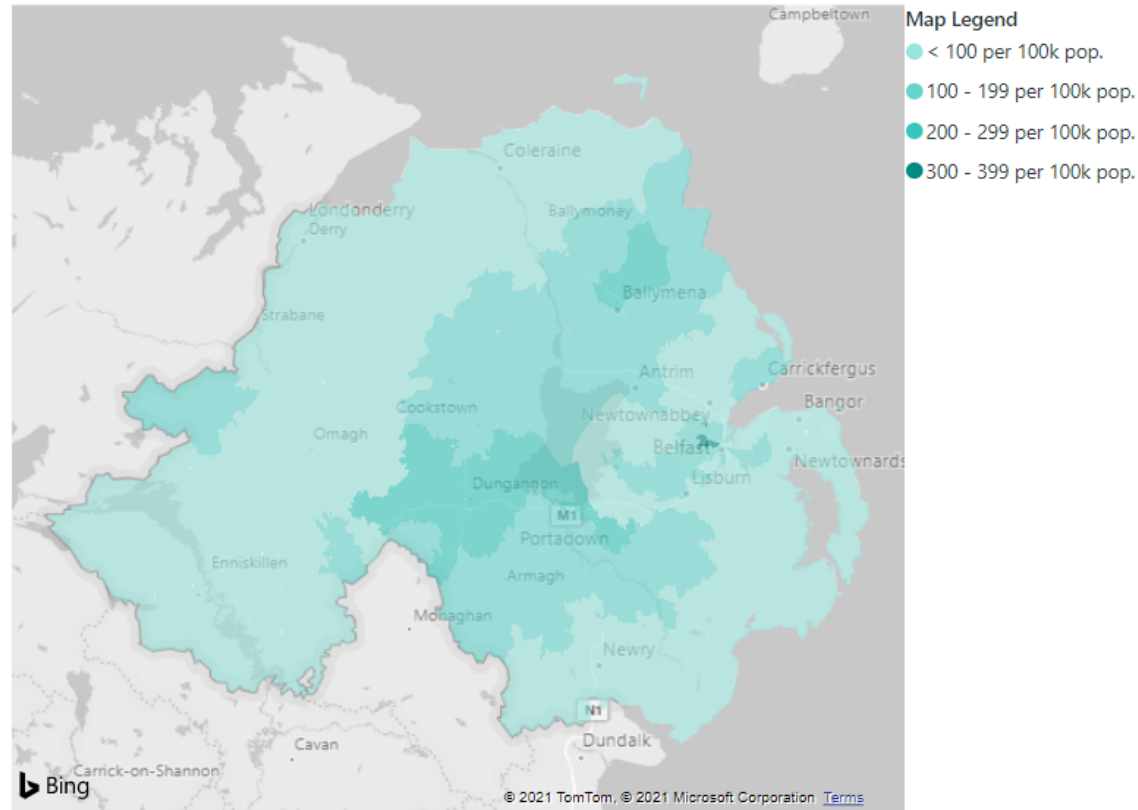 Campbeltown
Map Legend
< 100 per 100k pop.
100 - 199 per 100k pop.
200 - 299 per 100k pop.
300 - 399 per 100k pop.
Coleraine
Londonderry
Derry
Ballymoney
Ballymena
Strabane
Carrickfergus
Antrim
Bangor
Cookstown
Newtownabbey
Omagh
Belfast
Newtownards
Lisburn
Dungannon
M1
Portadown
Enniskillen
Armagh
Monaghan
Newry
N1
Cavan
Dundalk
Carrick-on-Shannon
Bing
© 2021 TomTom, © 2021 Microsoft Corporation Terms